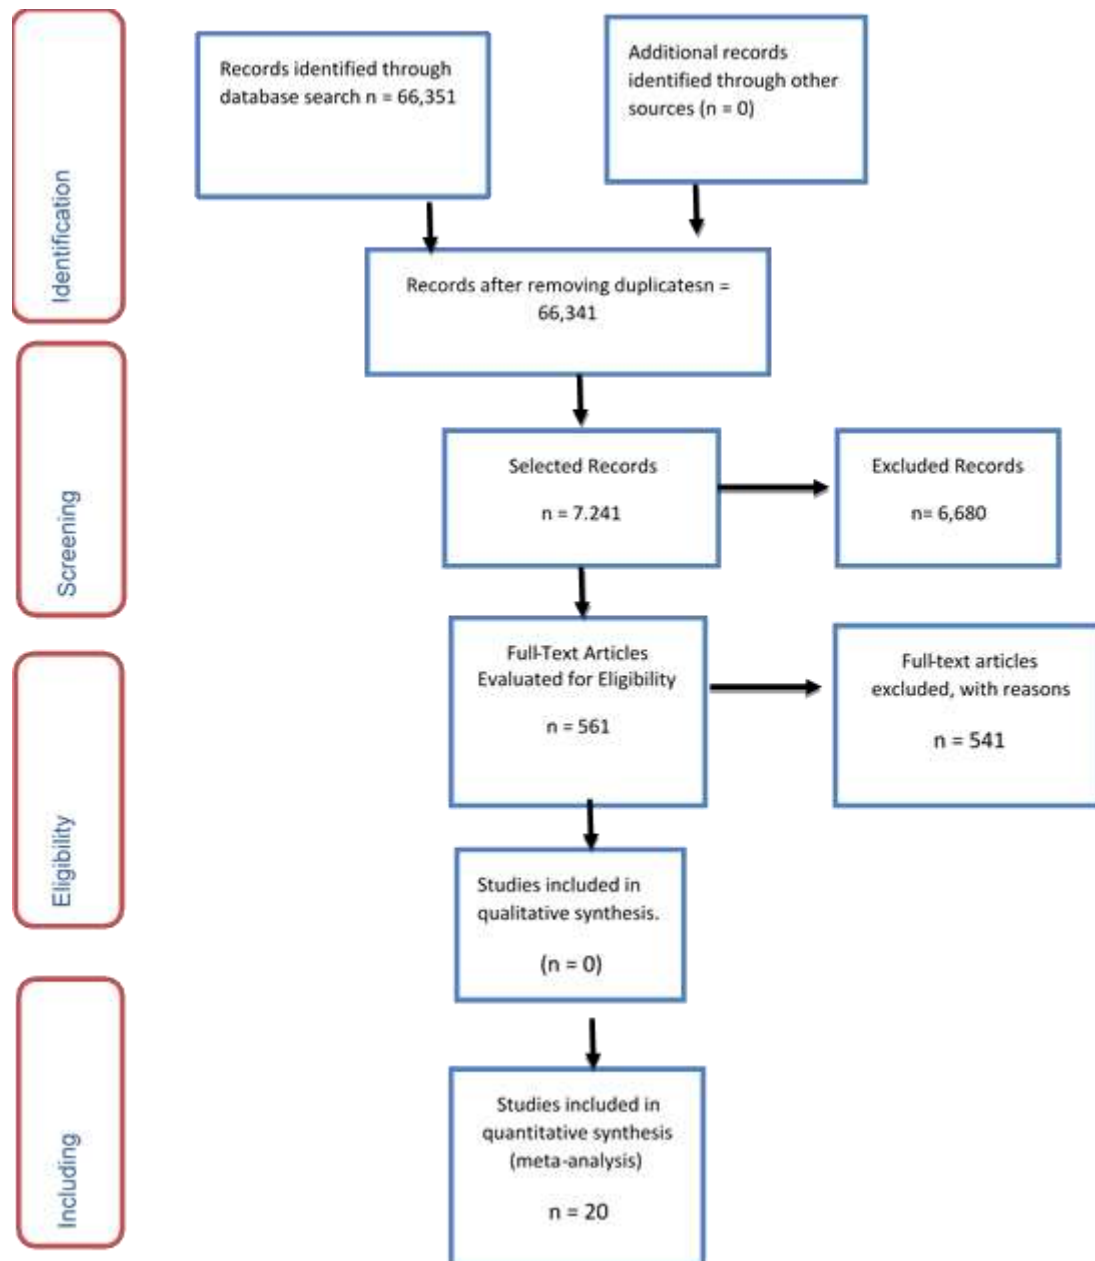 Identification
Records identified through
database search n = 66,351
Additional records
identified through other
sources (n = 0)
Records after removing duplicatesn =
66,341
Screening
Selected Records
n = 7.241
Excluded Records
n= 6,680
Eligibility
Full-Text Articles
Evaluated for Eligibility
n = 561
Full-text articles
excluded, with reasons
n = 541
Studies included in
qualitative synthesis.
(n = 0)
Including
Studies included in
quantitative synthesis
(meta-analysis)
n = 20